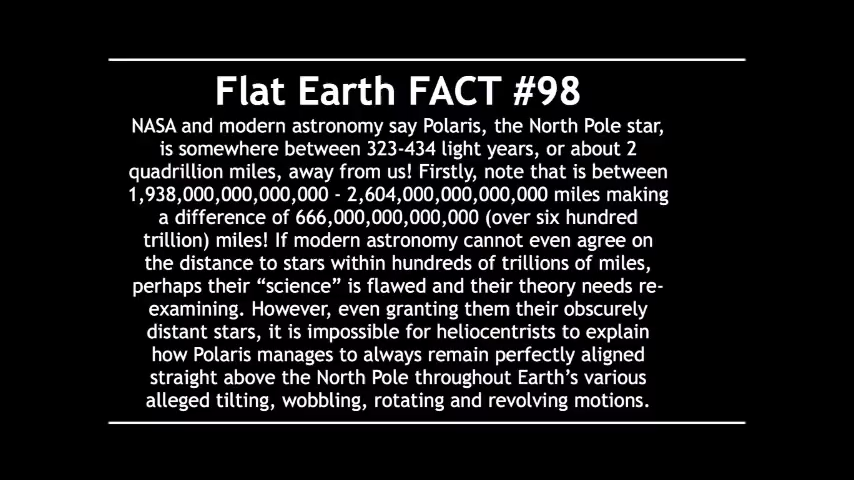 Flat Earth FACT #98
NASA and modern astronomy say Polaris, the North Pole star,
is somewhere between 323-434 light years, or about 2
quadrillion miles, away from us! Firstly, note that is between
1,938,000,000,000,000 - 2,604,000,000,000,000 miles making
a difference of 666,000,000,000,000 (over six hundred
trillion) miles! If modern astronomy cannot even agree on
the distance to stars within hundreds of trillions of miles,
perhaps their “science” is flawed and their theory needs re-
examining. However, even granting them their obscurely
distant stars, it is impossible for heliocentrists to explain
how Polaris manages to always remain perfectly aligned
straight above the North Pole throughout Earth’s various
alleged tilting, wobbling, rotating and revolving motions.